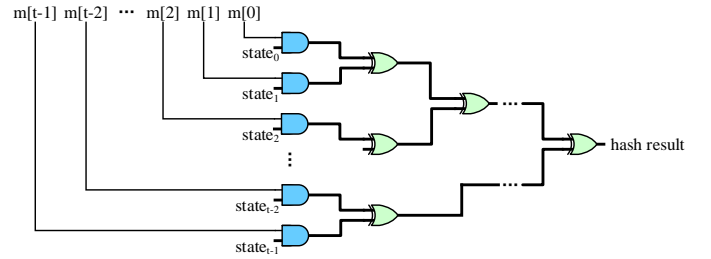 m[t-1] m[t-2] ··· m[2] m[1] m[0]
state₀
state₁
state₂
⋮
stateₜ₋₂
stateₜ₋₁
···
···
hash result